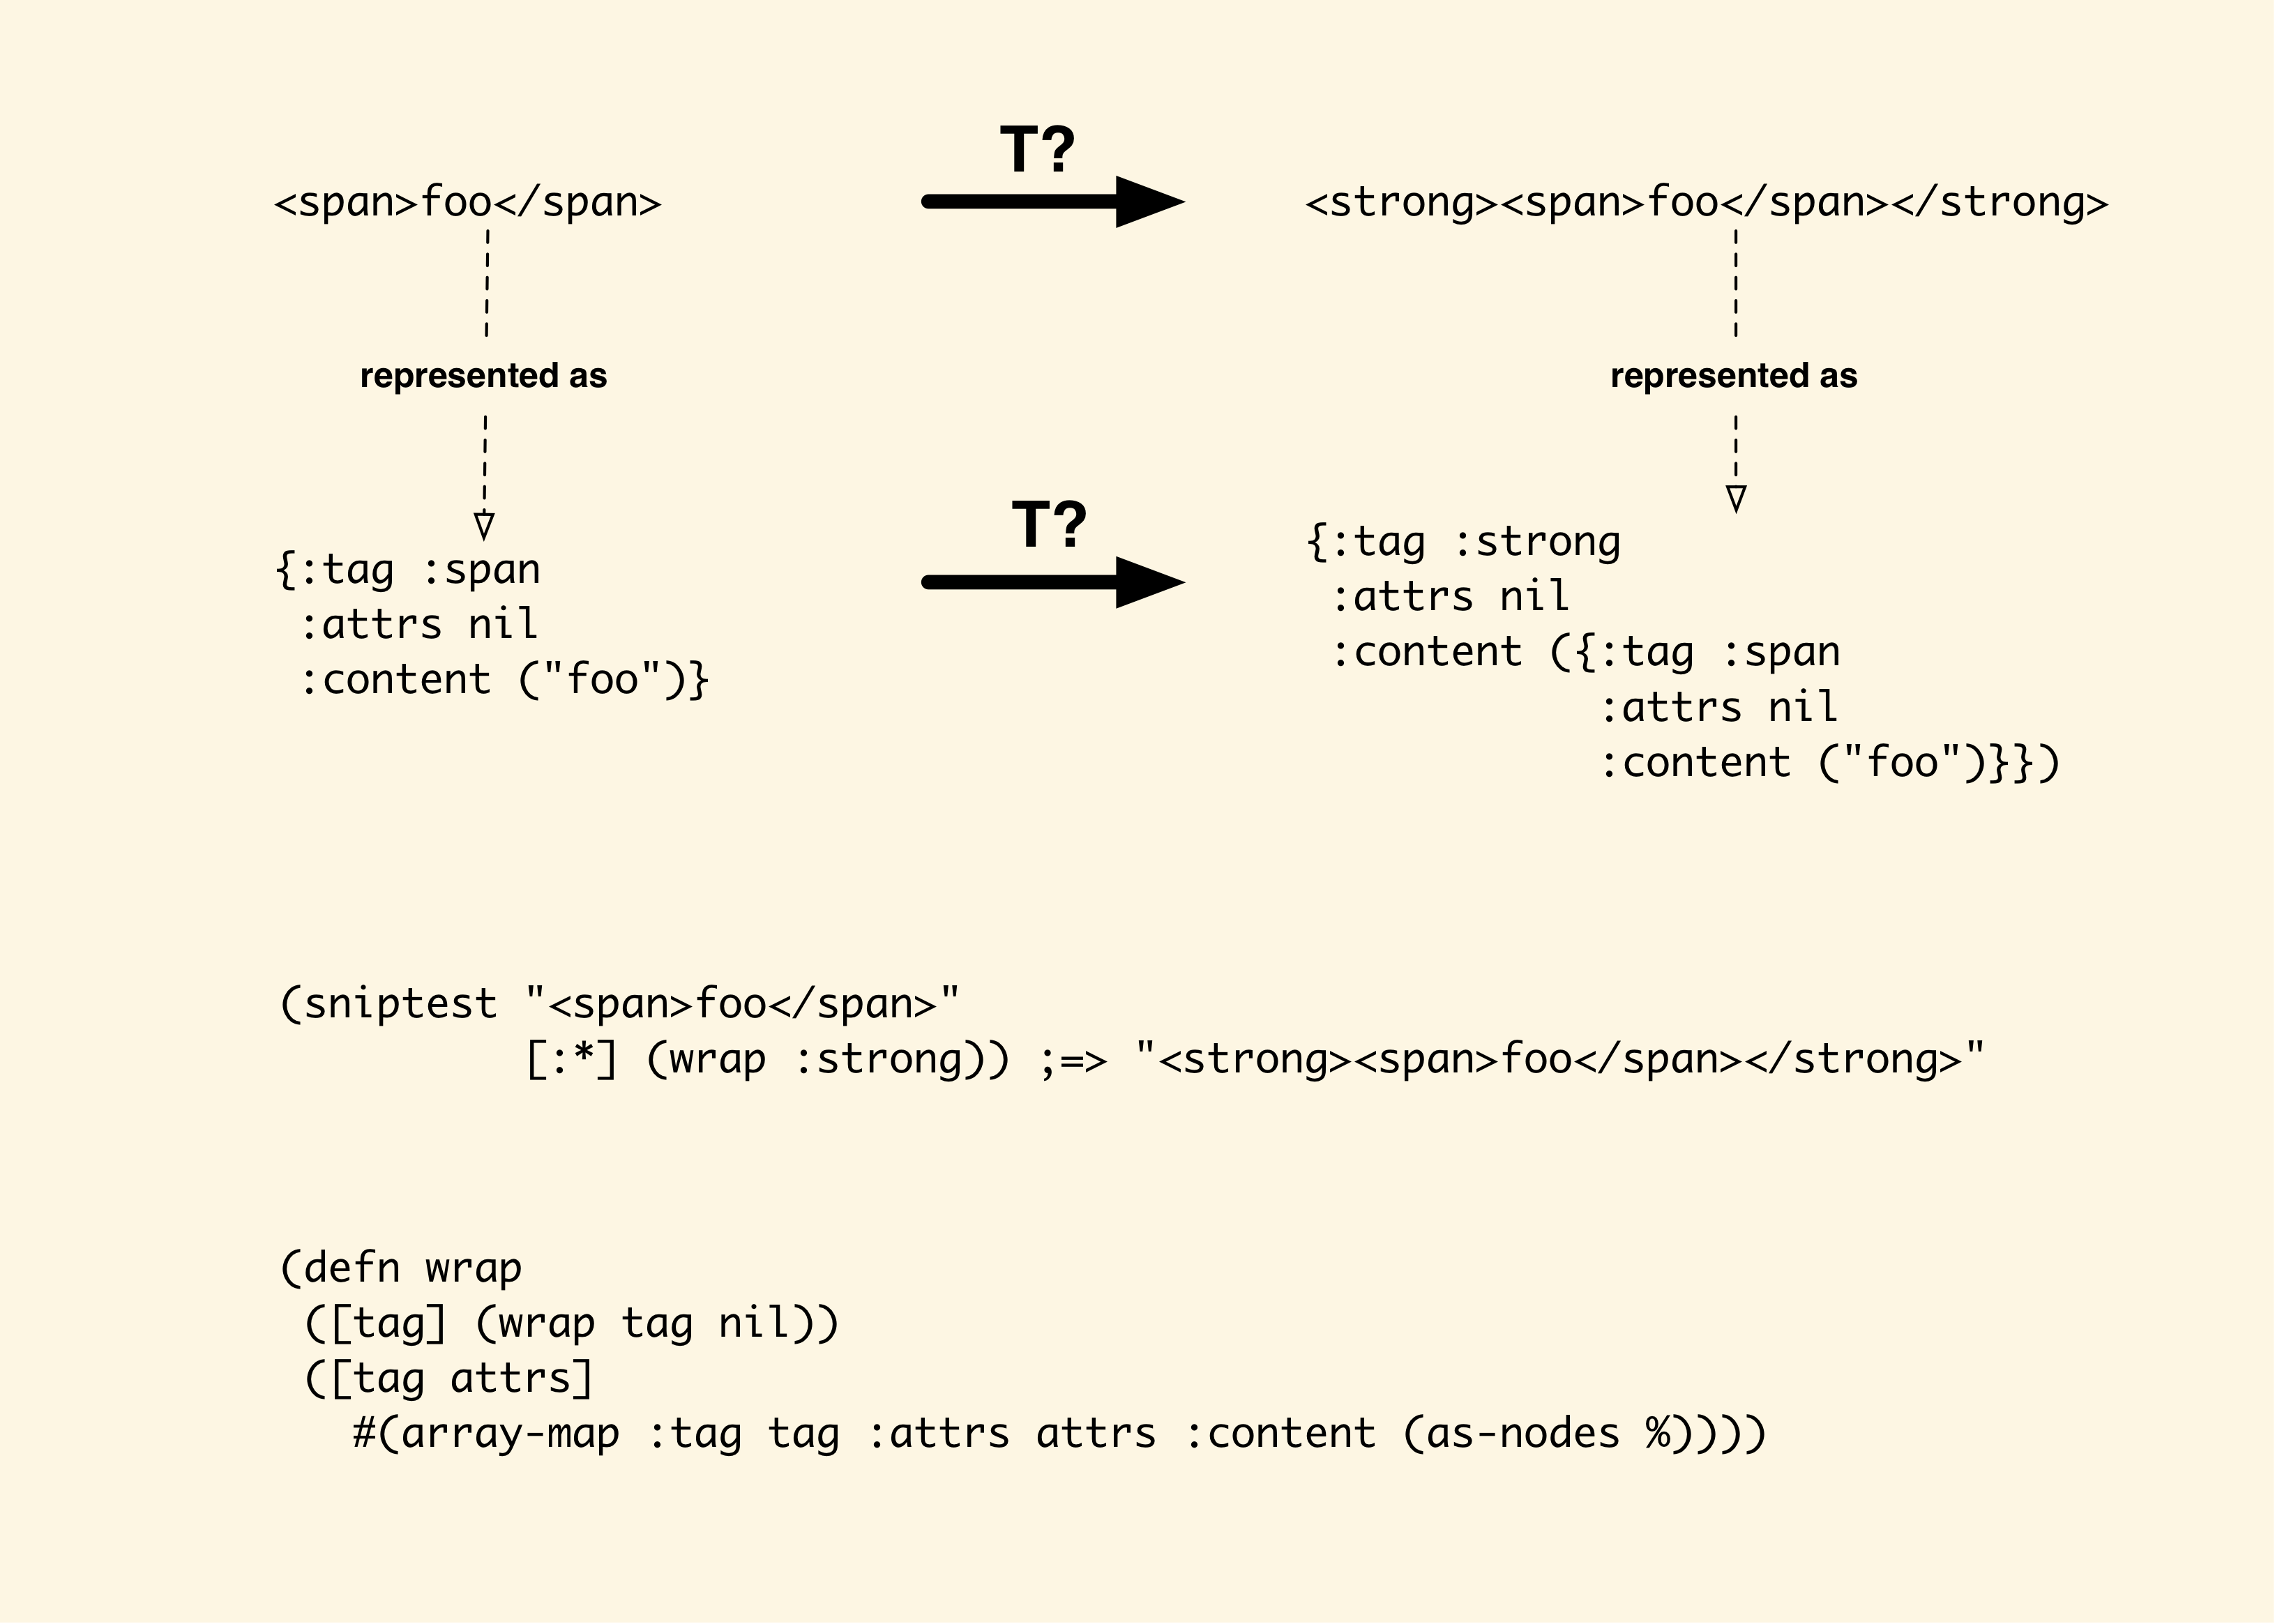 T?
<span>foo</span>
<strong><span>foo</span></strong>
represented as
represented as
T?
{:tag :span
:attrs nil
:content ("foo")}
{:tag :strong
:attrs nil
:content ({:tag :span
:attrs nil
:content ("foo")}})
(sniptest "<span>foo</span>"
[:*] (wrap :strong)) ;=> "<strong><span>foo</span></strong>"
(defn wrap
([tag] (wrap tag nil))
([tag attrs]
#(array-map :tag tag :attrs attrs :content (as-nodes %))))